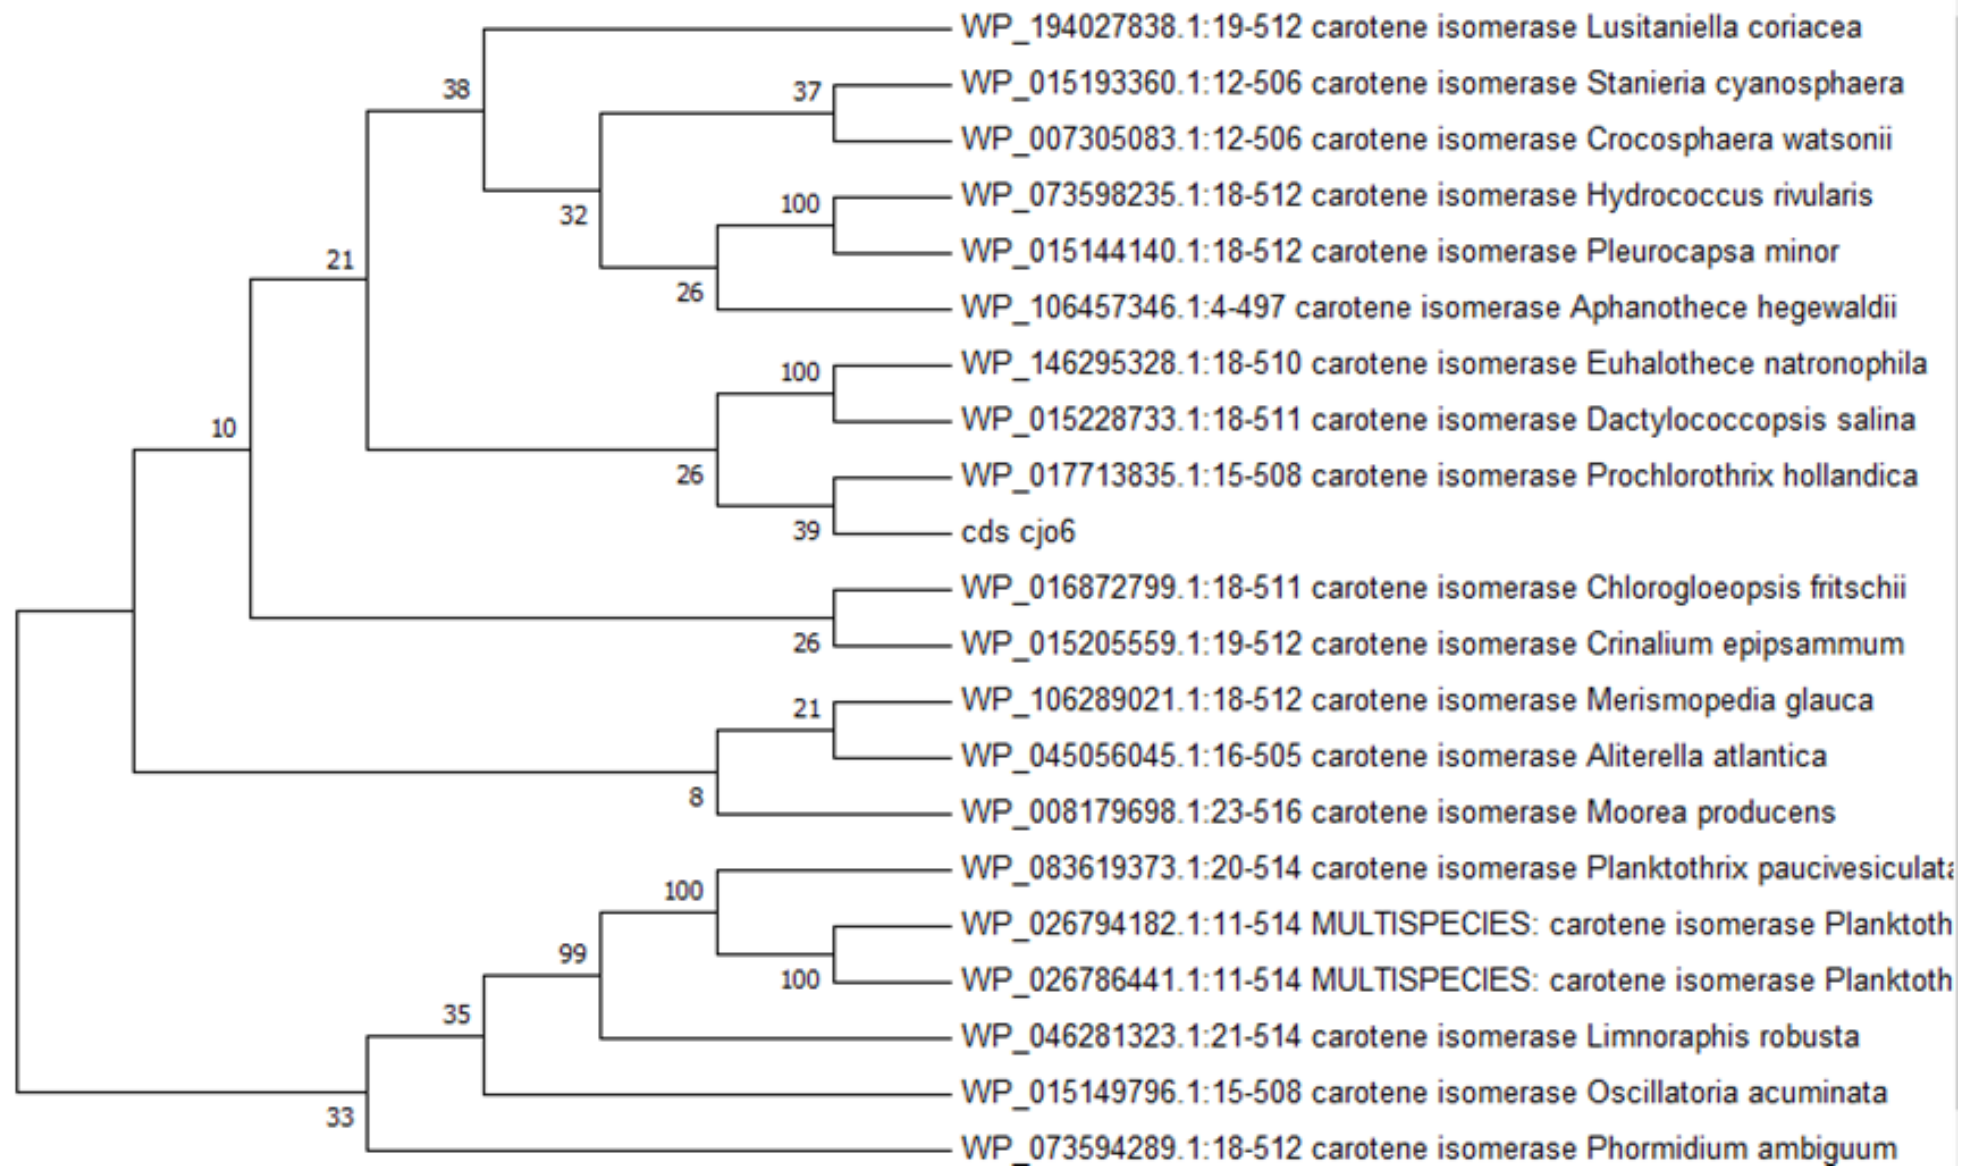 WP_194027838.1:19-512 carotene isomerase Lusitaniella coriacea
38
37
WP_015193360.1:12-506 carotene isomerase Stanieria cyanosphaera
WP_007305083.1:12-506 carotene isomerase Crocosphaera watsonii
32
100
WP_073598235.1:18-512 carotene isomerase Hydrococcus rivularis
WP_015144140.1:18-512 carotene isomerase Pleurocapsa minor
21
26
WP_106457346.1:4-497 carotene isomerase Aphanothece hegewaldii
100
WP_146295328.1:18-510 carotene isomerase Euhalothece natronophila
WP_015228733.1:18-511 carotene isomerase Dactylococcopsis salina
10
26
WP_017713835.1:15-508 carotene isomerase Prochlorothrix hollandica
39
cds cjo6
WP_016872799.1:18-511 carotene isomerase Chlorogloeopsis fritschii
26
WP_015205559.1:19-512 carotene isomerase Crinalium epipsammum
21
WP_106289021.1:18-512 carotene isomerase Merismopedia glauca
WP_045056045.1:16-505 carotene isomerase Aliterella atlantica
8
WP_008179698.1:23-516 carotene isomerase Moorea producens
100
WP_083619373.1:20-514 carotene isomerase Planktothrix paucivesiculata
99
WP_026794182.1:11-514 MULTISPECIES: carotene isomerase Planktoth
100
WP_026786441.1:11-514 MULTISPECIES: carotene isomerase Planktoth
35
WP_046281323.1:21-514 carotene isomerase Limnoraphis robusta
WP_015149796.1:15-508 carotene isomerase Oscillatoria acuminata
33
WP_073594289.1:18-512 carotene isomerase Phormidium ambiguum